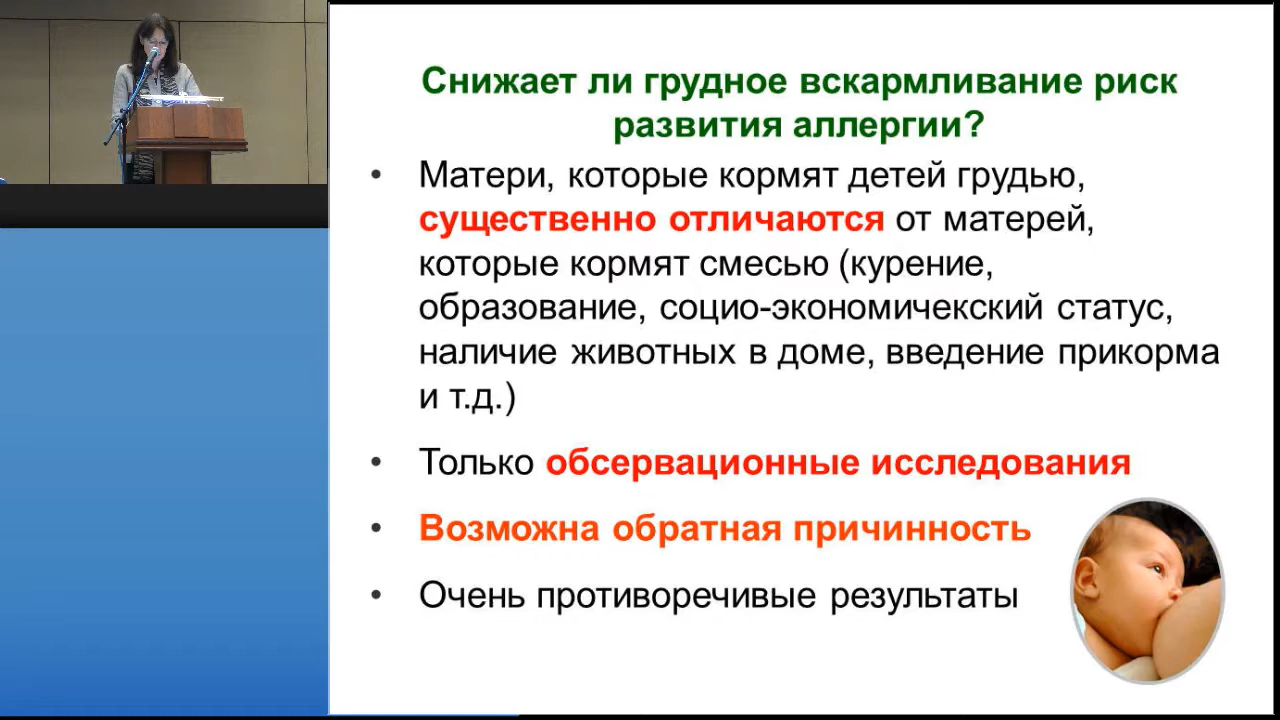 Снижает ли грудное вскармливание риск
развития аллергии?
• Матери, которые кормят детей грудью,
существенно отличаются от матерей,
которые кормят смесью (курение,
образование, социо-экономичекский статус,
наличие животных в доме, введение прикорма
и т.д.)
• Только обсервационные исследования
• Возможна обратная причинность
• Очень противоречивые результаты